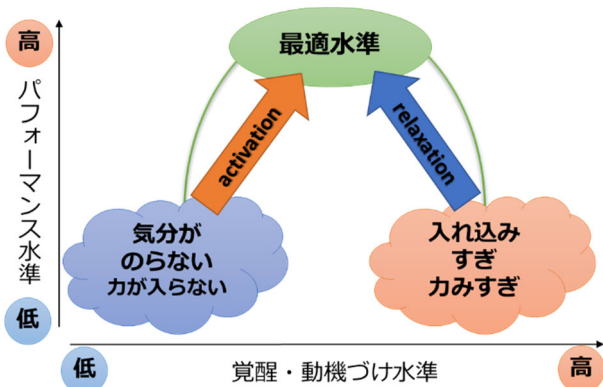 高
パフォーマンス水準
低
最適水準
activation
relaxation
気分が
のらない
力が入らない
入れ込み
すぎ
力みすぎ
低
覚醒・動機づけ水準
高